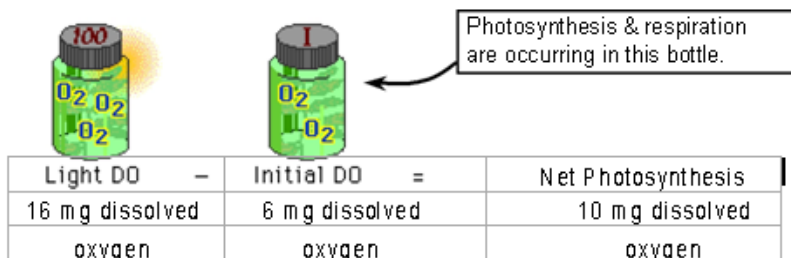 100
I
Photosynthesis & respiration
are occurring in this bottle.
O2 O2
O2
O2
O2
Light DO – Initial DO = Net Photosynthesis
16 mg dissolved 6 mg dissolved 10 mg dissolved
oxygen oxygen oxygen